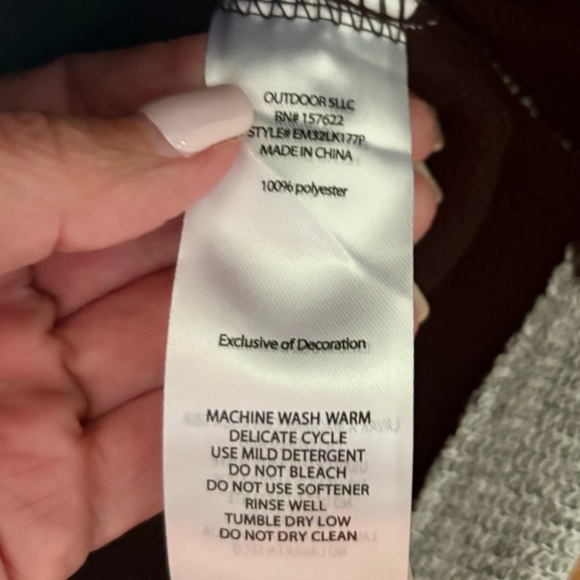 OUTDOOR SLLC
RN# 157622
STYLE# EM32LK177P
MADE IN CHINA
100% polyester
Exclusive of Decoration
MACHINE WASH WARM
DELICATE CYCLE
USE MILD DETERGENT
DO NOT BLEACH
DO NOT USE SOFTENER
RINSE WELL
TUMBLE DRY LOW
DO NOT DRY CLEAN